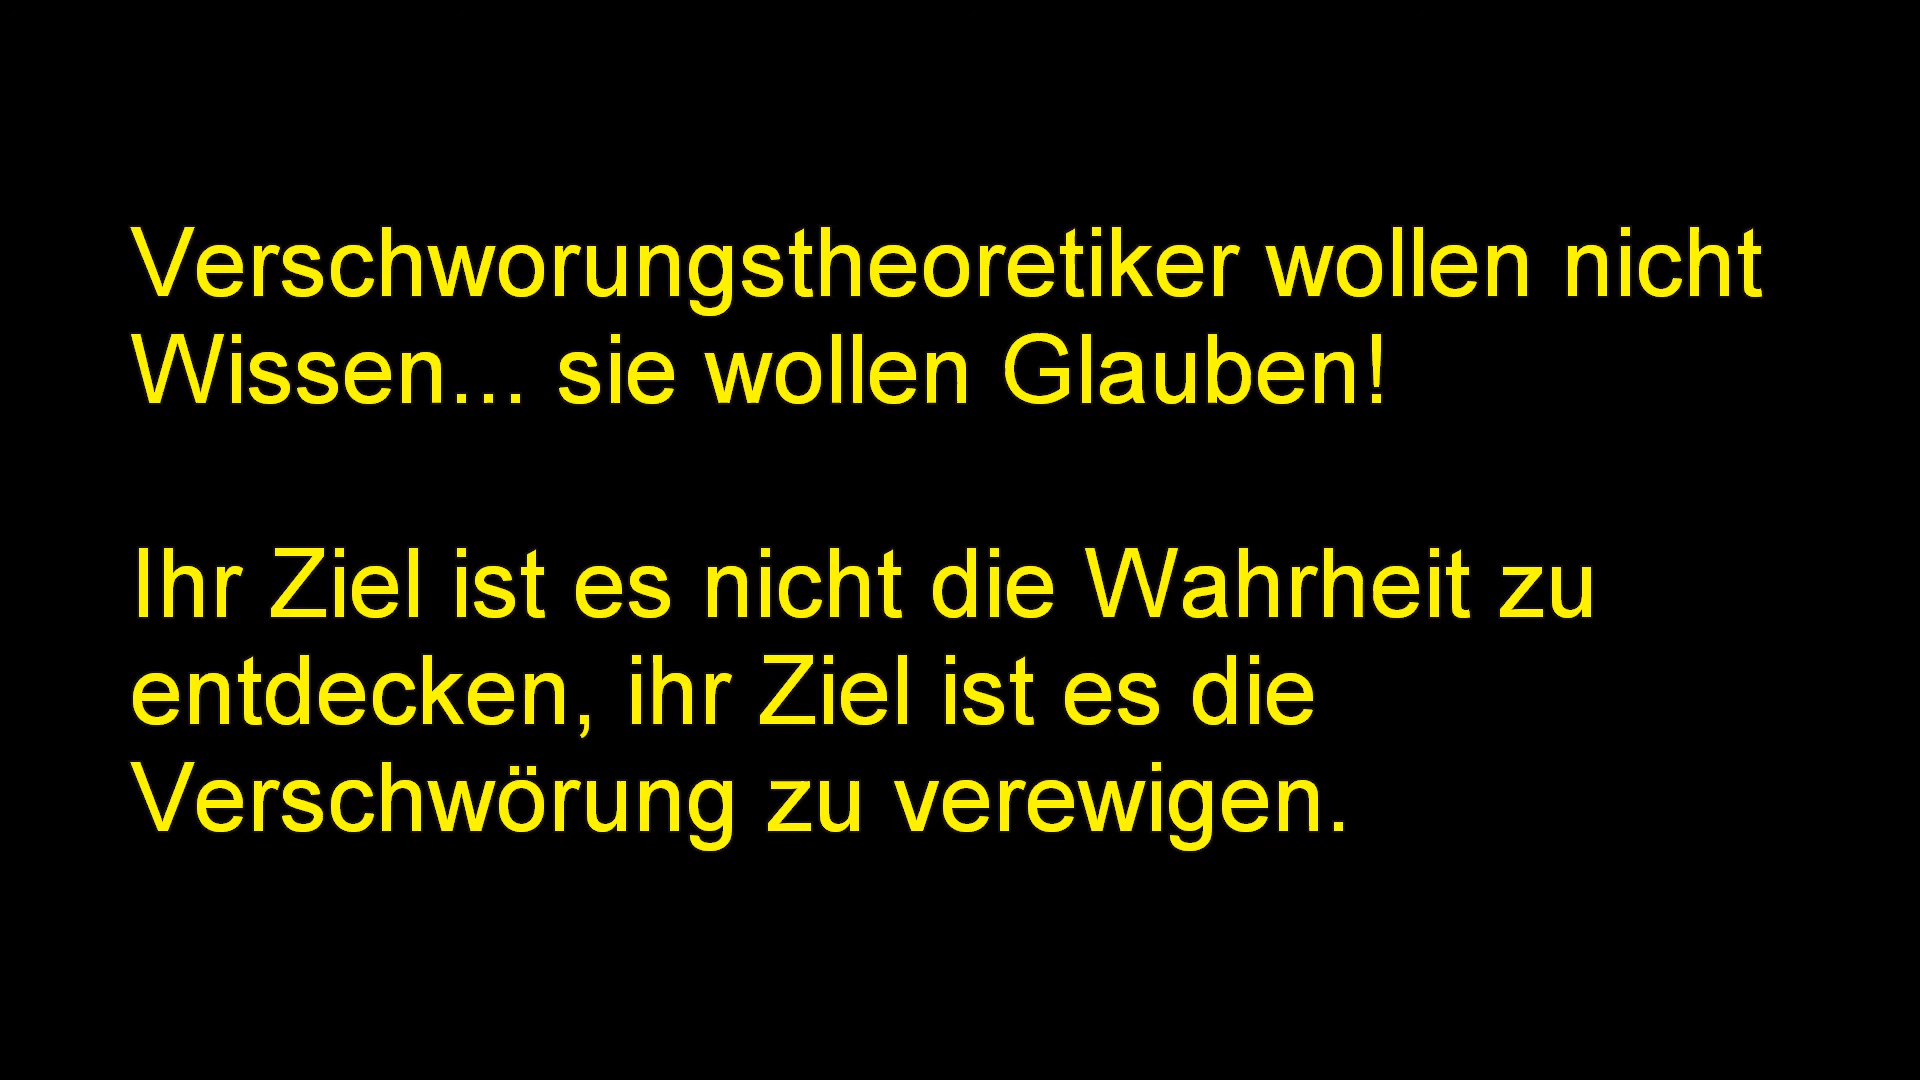 Verschworungstheoretiker wollen nicht
Wissen... sie wollen Glauben!
Ihr Ziel ist es nicht die Wahrheit zu
entdecken, ihr Ziel ist es die
Verschwörung zu verewigen.